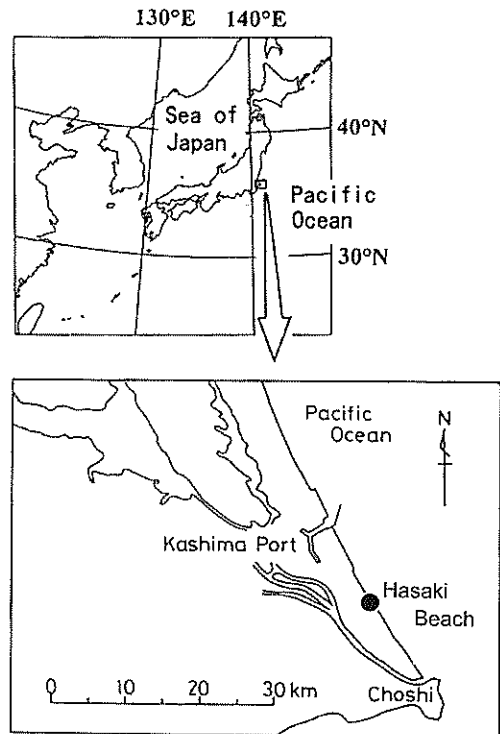 130°E 140°E
Sea of
Japan
40°N
Pacific
Ocean
30°N
Pacific
Ocean
N
Kashima Port
Hasaki
Beach
Choshi
0 10 20 30 km